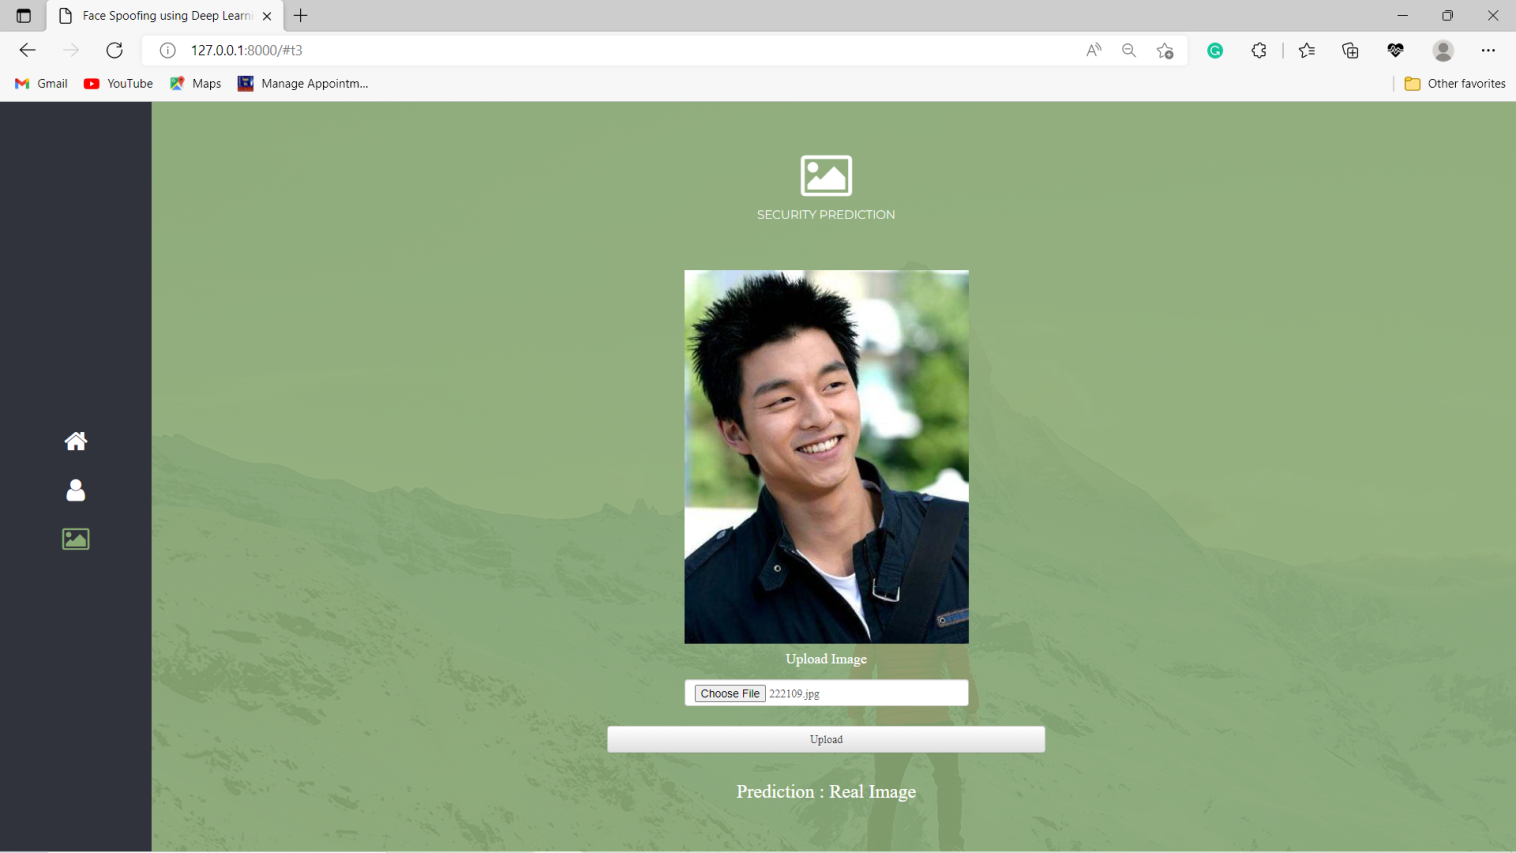 Face Spoofing using Deep Learni
127.0.0.1:8000/#t3
Gmail
YouTube
Maps
Manage Appointm...
Other favorites
SECURITY PREDICTION
Upload Image
Choose File 222109.jpg
Upload
Prediction : Real Image